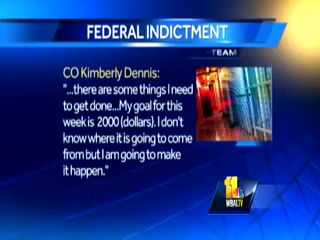 FEDERAL INDICTMENT
TEAM
CO Kimberly Dennis:
"...there are some things I need
to get done...My goal for this
week is  2000 (dollars). I don't
know where it is going to come
from but I am going to make
it happen."
11
WBALTV